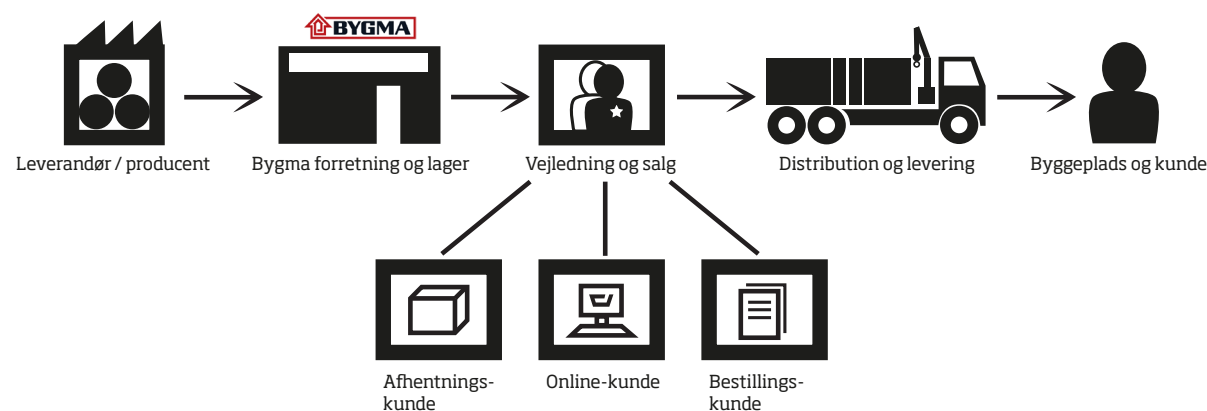 BYGMA
Leverandør / producent
Bygma forretning og lager
Vejledning og salg
Distribution og levering
Byggeplads og kunde
Afhentnings-
kunde
Online-kunde
Bestillings-
kunde